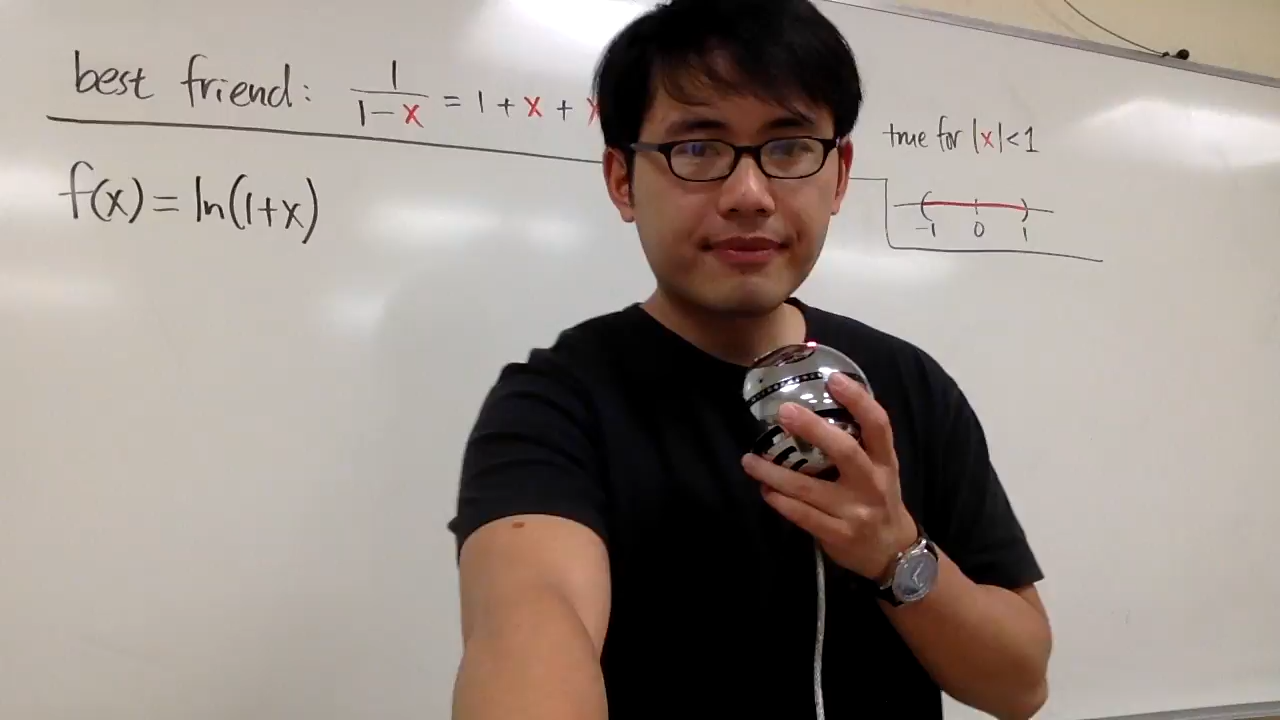 best friend: 1/(1-x) = 1 + x + x
true for |x|<1
f(x) = ln(1+x)
-1 0 1